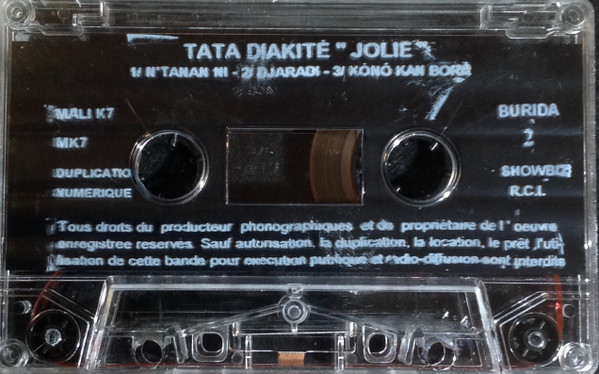 TATA DIAKITÉ " JOLIE "
1/ N'TANAN NI - 2/ DJARADI - 3/ KÓNÓ KAN BORÉ
MALI K7
BURIDA
MK7
2
DUPLICATIO
SHOWBIZ
NUMERIQUE
R.C.I.
Tous droits du producteur phonographiques et du propriétaire de l' oeuvre
enregistree reserves. Sauf autorisation, la duplication, la location, le prêt ,l'uti-
lisation de cette bande pour execution publique et radio-diffusion sont interdits